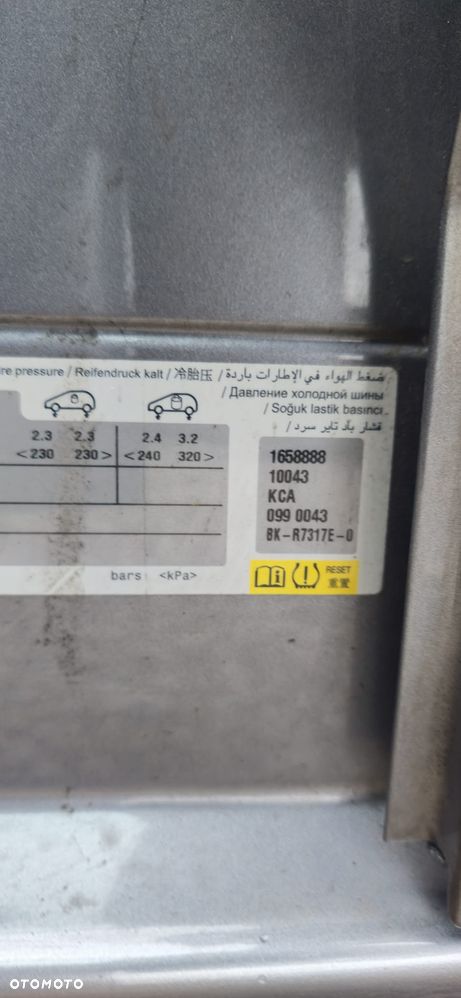 re pressure / Reifendruck kalt / 冷胎压 / ضغط الهواء في الإطارات باردة
/ Давление холодной шины
/ Soğuk lastik basıncı
/ فشار باد تایر سرد
2.3 2.3 2.4 3.2
<230 230> <240 320>
1658888
10043
KCA
099 0043
BK-R7317E-0
bars <kPa>
RESET
重置
OTOMOTO
OTOMOTO